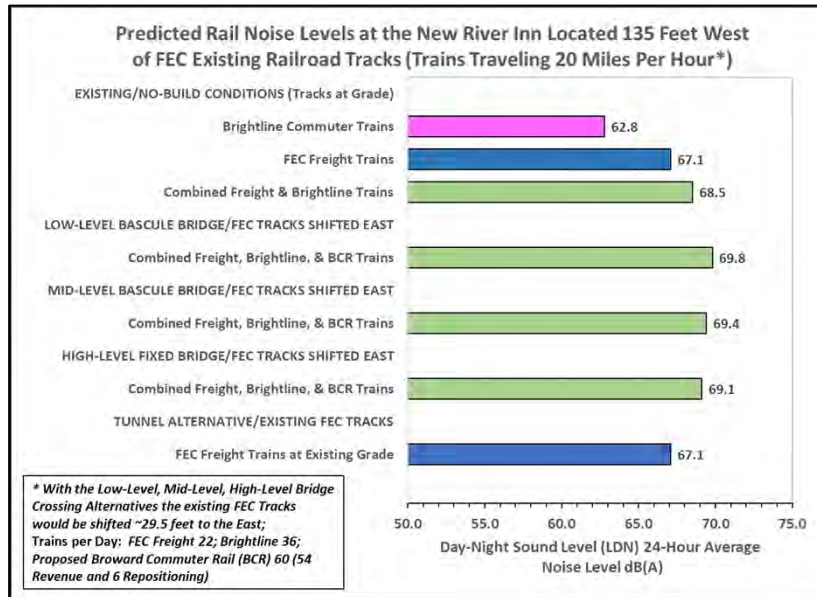 Predicted Rail Noise Levels at the New River Inn Located 135 Feet West
of FEC Existing Railroad Tracks (Trains Traveling 20 Miles Per Hour*)
EXISTING/NO-BUILD CONDITIONS (Tracks at Grade)
Brightline Commuter Trains 62.8
FEC Freight Trains 67.1
Combined Freight & Brightline Trains 68.5
LOW-LEVEL BASCULE BRIDGE/FEC TRACKS SHIFTED EAST
Combined Freight, Brightline, & BCR Trains 69.8
MID-LEVEL BASCULE BRIDGE/FEC TRACKS SHIFTED EAST
Combined Freight, Brightline, & BCR Trains 69.4
HIGH-LEVEL FIXED BRIDGE/FEC TRACKS SHIFTED EAST
Combined Freight, Brightline, & BCR Trains 69.1
TUNNEL ALTERNATIVE/EXISTING FEC TRACKS
FEC Freight Trains at Existing Grade 67.1
50.0 55.0 60.0 65.0 70.0 75.0
Day-Night Sound Level (LDN) 24-Hour Average
Noise Level dB(A)
* With the Low-Level, Mid-Level, High-Level Bridge
Crossing Alternatives the existing FEC Tracks
would be shifted ~29.5 feet to the East;
Trains per Day: FEC Freight 22; Brightline 36;
Proposed Broward Commuter Rail (BCR) 60 (54
Revenue and 6 Repositioning)